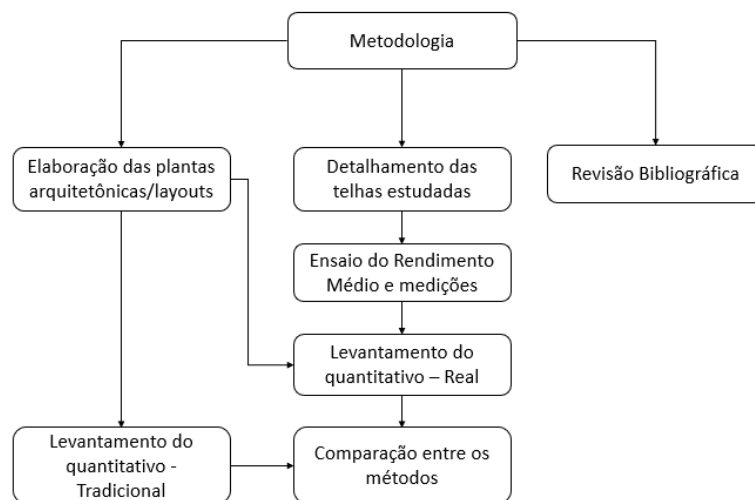 Metodologia
Elaboração das plantas
arquitetônicas/layouts
Detalhamento das
telhas estudadas
Revisão Bibliográfica
Ensaio do Rendimento
Médio e medições
Levantamento do
quantitativo – Real
Levantamento do
quantitativo -
Tradicional
Comparação entre os
métodos